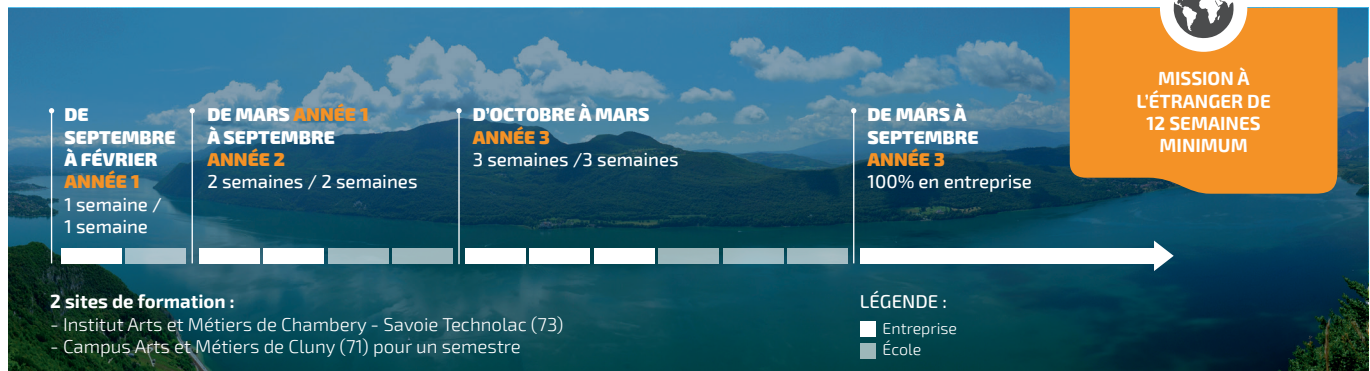 DE
SEPTEMBRE
À FÉVRIER
ANNÉE 1
1 semaine /
1 semaine
DE MARS ANNÉE 1
À SEPTEMBRE
ANNÉE 2
2 semaines / 2 semaines
D'OCTOBRE À MARS
ANNÉE 3
3 semaines /3 semaines
DE MARS À
SEPTEMBRE
ANNÉE 3
100% en entreprise
MISSION À
L'ÉTRANGER DE
12 SEMAINES
MINIMUM
2 sites de formation :
- Institut Arts et Métiers de Chambery - Savoie Technolac (73)
- Campus Arts et Métiers de Cluny (71) pour un semestre
LÉGENDE :
Entreprise
École